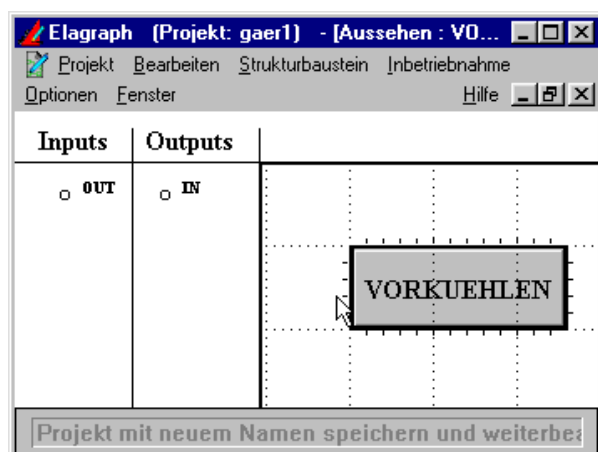 Elagraph (Projekt: gaer1) - [Aussehen : VO...
Projekt Bearbeiten Strukturbaustein Inbetriebnahme
Optionen Fenster Hilfe
Inputs Outputs
OUT IN
VORKUEHLEN
Projekt mit neuem Namen speichern und